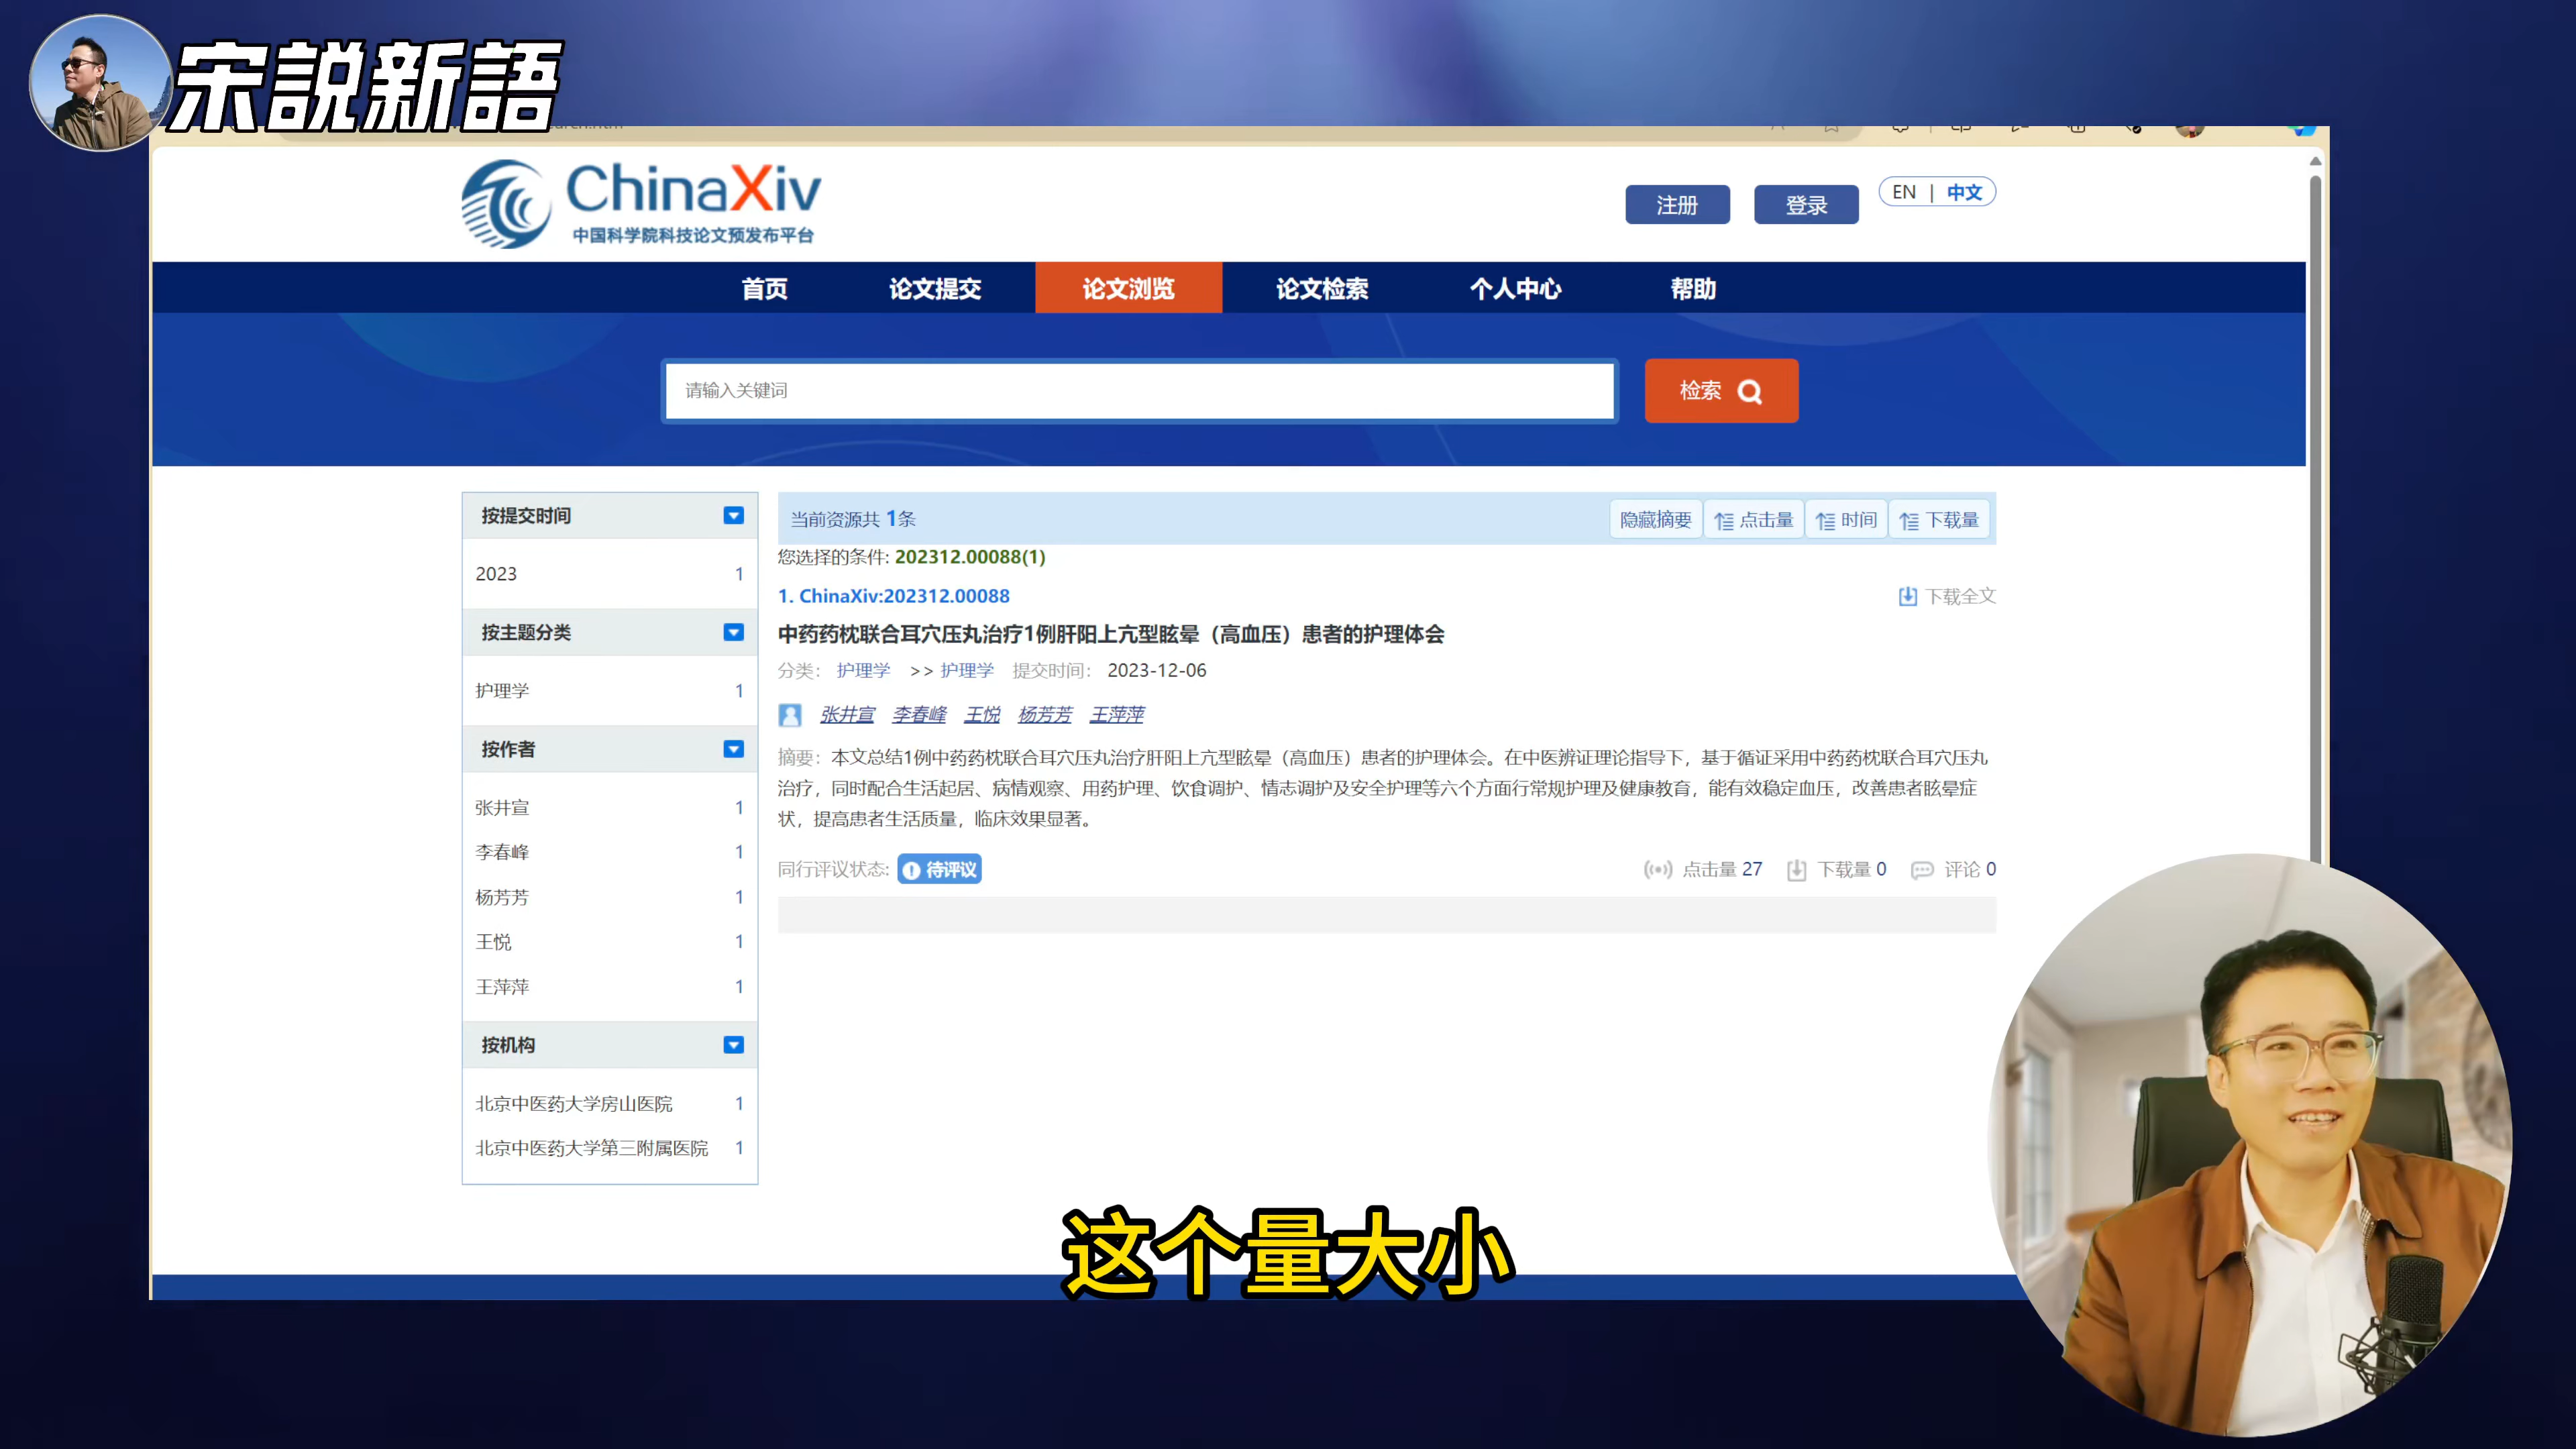 宋説新語
ChinaXiv
中国科学院科技论文预发布平台
注册
登录
EN | 中文
首页
论文提交
论文浏览
论文检索
个人中心
帮助
请输入关键词
检索
按提交时间
2023 1
按主题分类
护理学 1
按作者
张井宣 1
李春峰 1
杨芳芳 1
王悦 1
王萍萍 1
按机构
北京中医药大学房山医院 1
北京中医药大学第三附属医院 1
当前资源共 1条
隐藏摘要 点击量 时间 下载量
您选择的条件: 202312.00088(1)
1. ChinaXiv:202312.00088
下载全文
中药药枕联合耳穴压丸治疗1例肝阳上亢型眩晕（高血压）患者的护理体会
分类： 护理学 >> 护理学 提交时间： 2023-12-06
张井宣 李春峰 王悦 杨芳芳 王萍萍
摘要：本文总结1例中药药枕联合耳穴压丸治疗肝阳上亢型眩晕（高血压）患者的护理体会。在中医辨证理论指导下，基于循证采用中药药枕联合耳穴压丸
治疗，同时配合生活起居、病情观察、用药护理、饮食调护、情志调护及安全护理等六个方面行常规护理及健康教育，能有效稳定血压，改善患者眩晕症
状，提高患者生活质量，临床效果显著。
同行评议状态: 待评议
点击量 27 下载量 0 评论 0
这个量大小